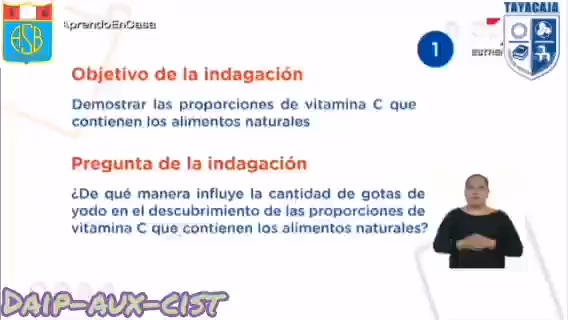 AprendoEnCasa
ASB
TAYACAJA
1
Objetivo de la indagación
Demostrar las proporciones de vitamina C que
contienen los alimentos naturales
Pregunta de la indagación
¿De qué manera influye la cantidad de gotas de
yodo en el descubrimiento de las proporciones de
vitamina C que contienen los alimentos naturales?
DAIP-AUX-CIST